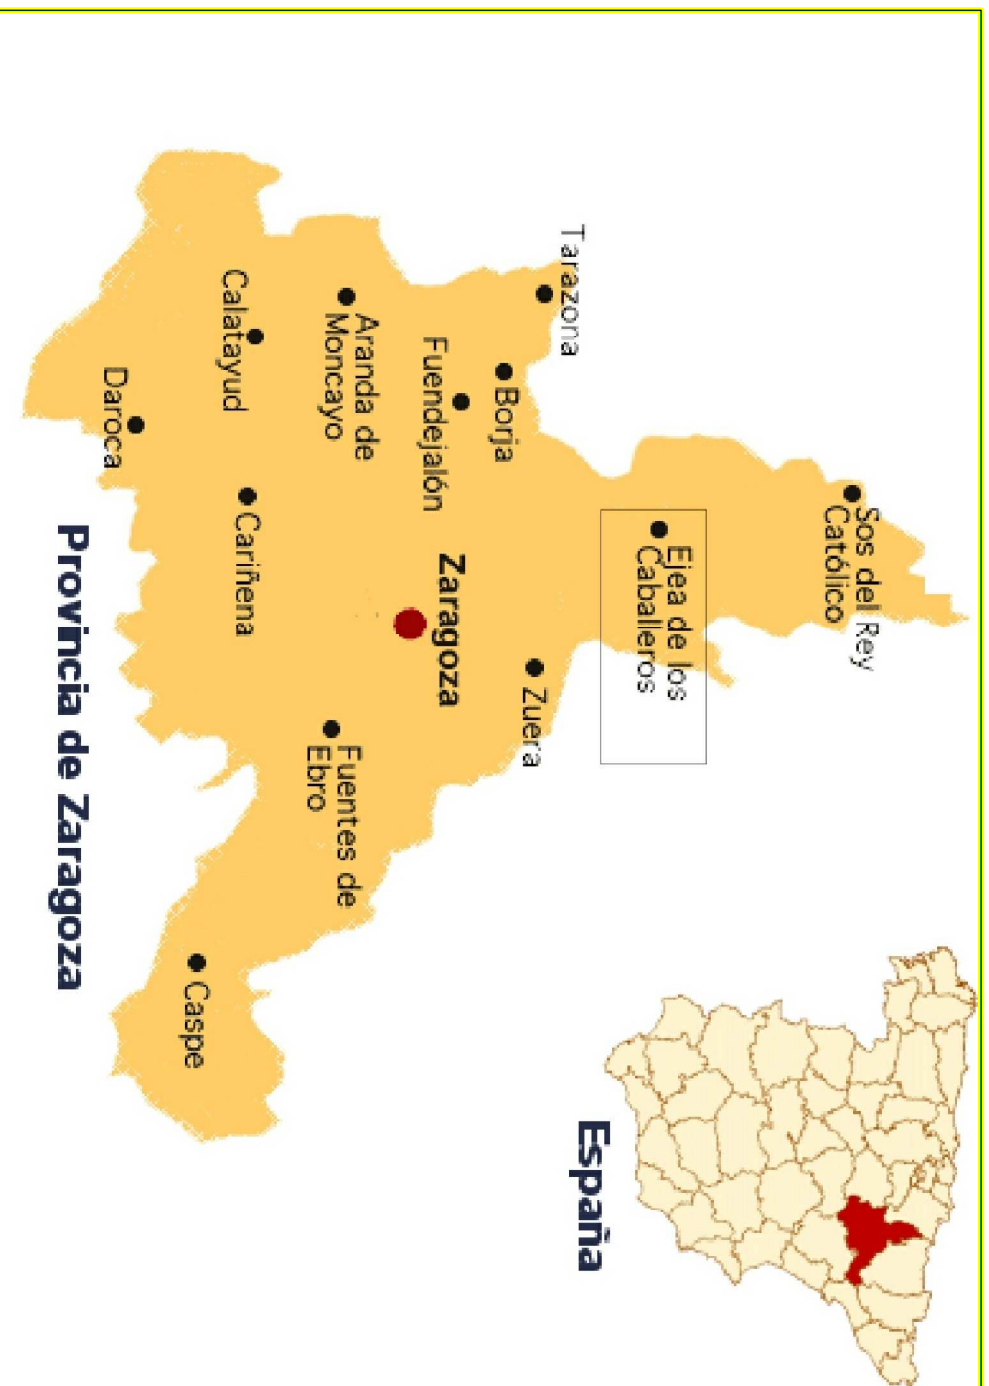 Sos del Rey
Católico
Ejea de los
Caballeros
Tarazona
Borja
Zuera
Fuendejalón
Zaragoza
Aranda de
Moncayo
Fuentes de
Ebro
Calatayud
Cariñena
Caspe
Daroca
España
Provincia de Zaragoza